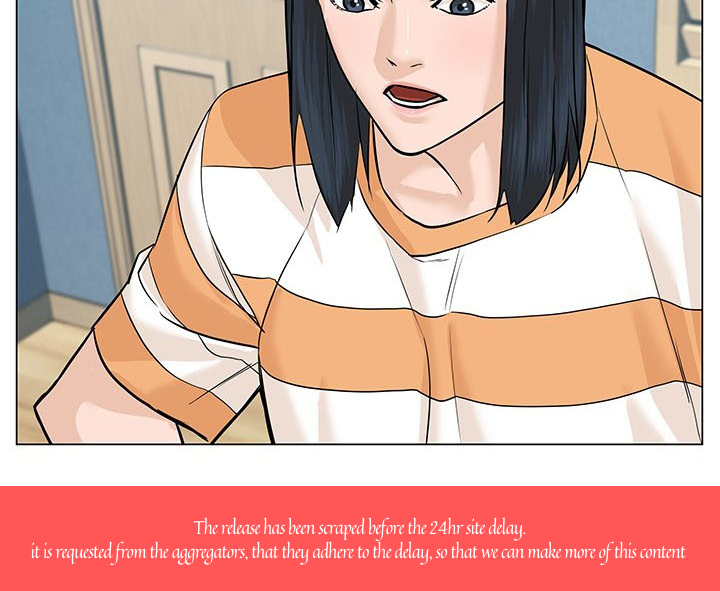 The release has been scraped before the 24hr site delay.
it is requested from the aggregators, that they adhere to the delay, so that we can make more of this content